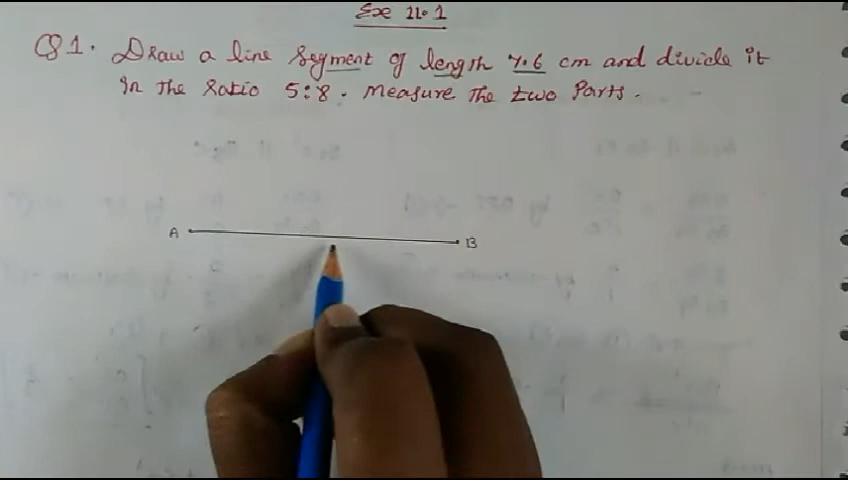 Ex 11.1
Q1. Draw a line segment of length 7.6 cm and divide it
in the ratio 5:8. Measure the two parts.
A B